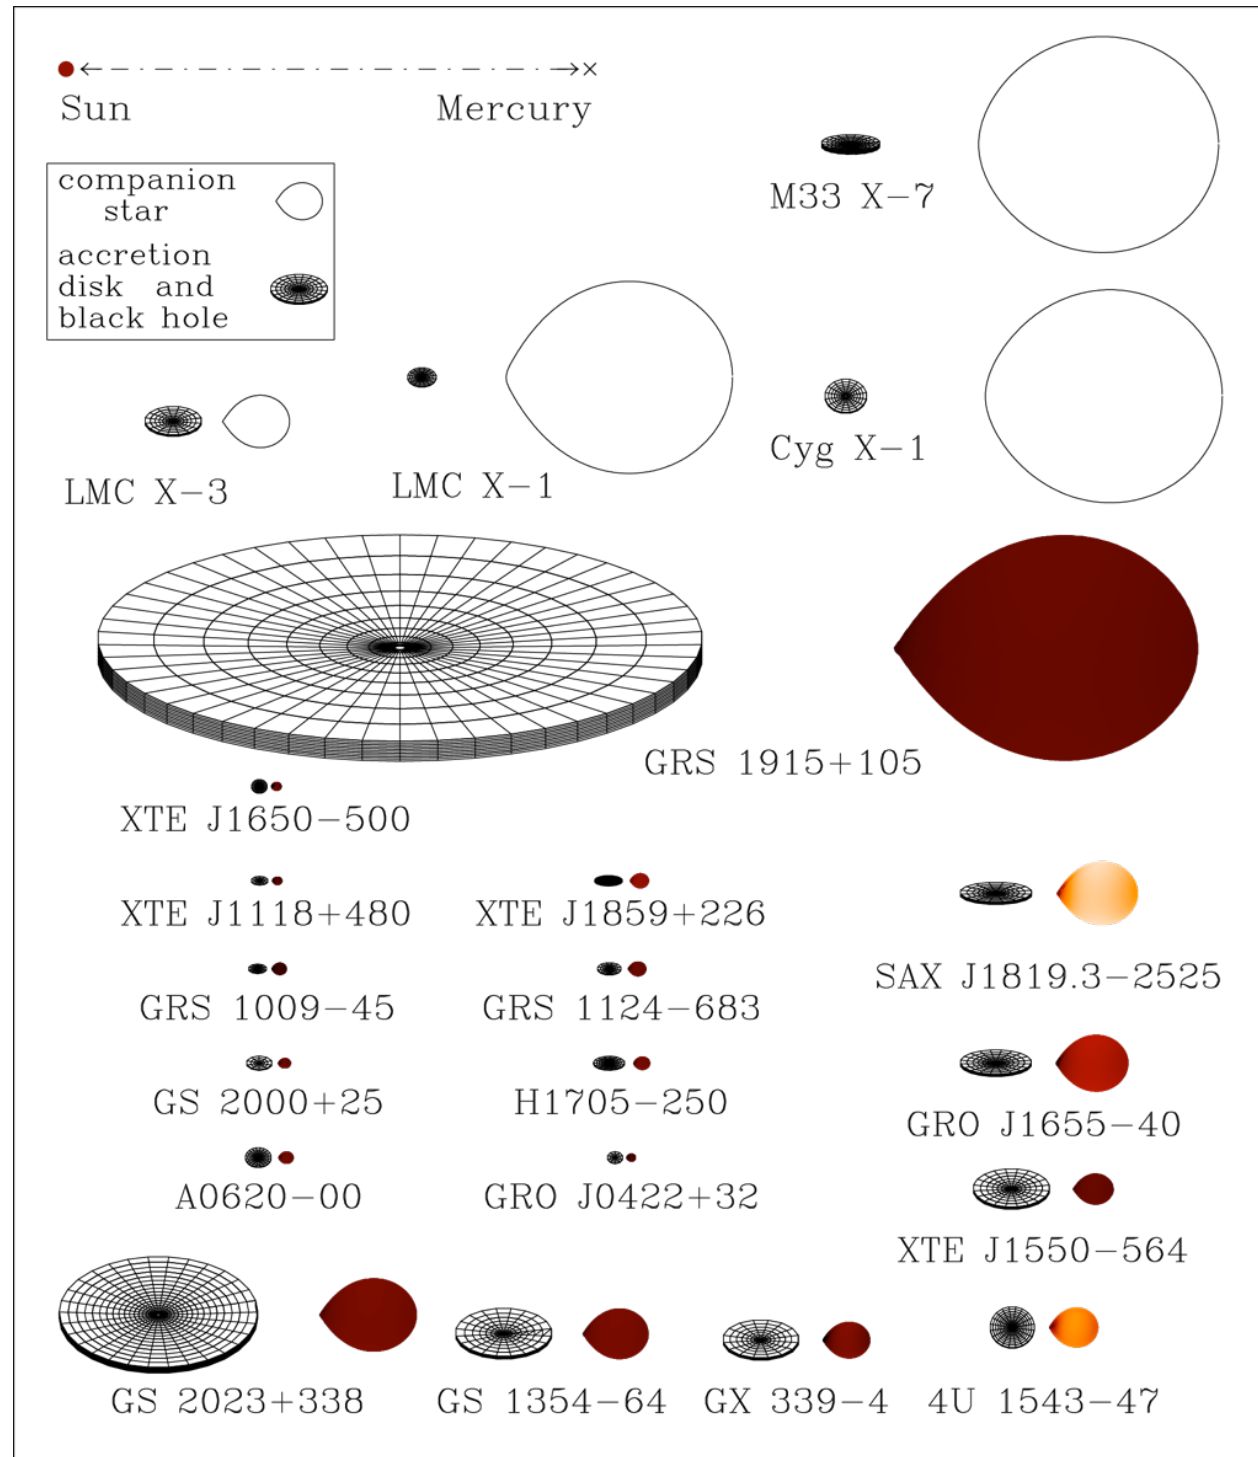 Sun Mercury
companion
star
accretion
disk and
black hole
M33 X-7
LMC X-3
LMC X-1
Cyg X-1
GRS 1915+105
XTE J1650-500
XTE J1118+480
XTE J1859+226
SAX J1819.3-2525
GRS 1009-45
GRS 1124-683
GS 2000+25
H1705-250
GRO J1655-40
A0620-00
GRO J0422+32
XTE J1550-564
GS 2023+338
GS 1354-64
GX 339-4
4U 1543-47